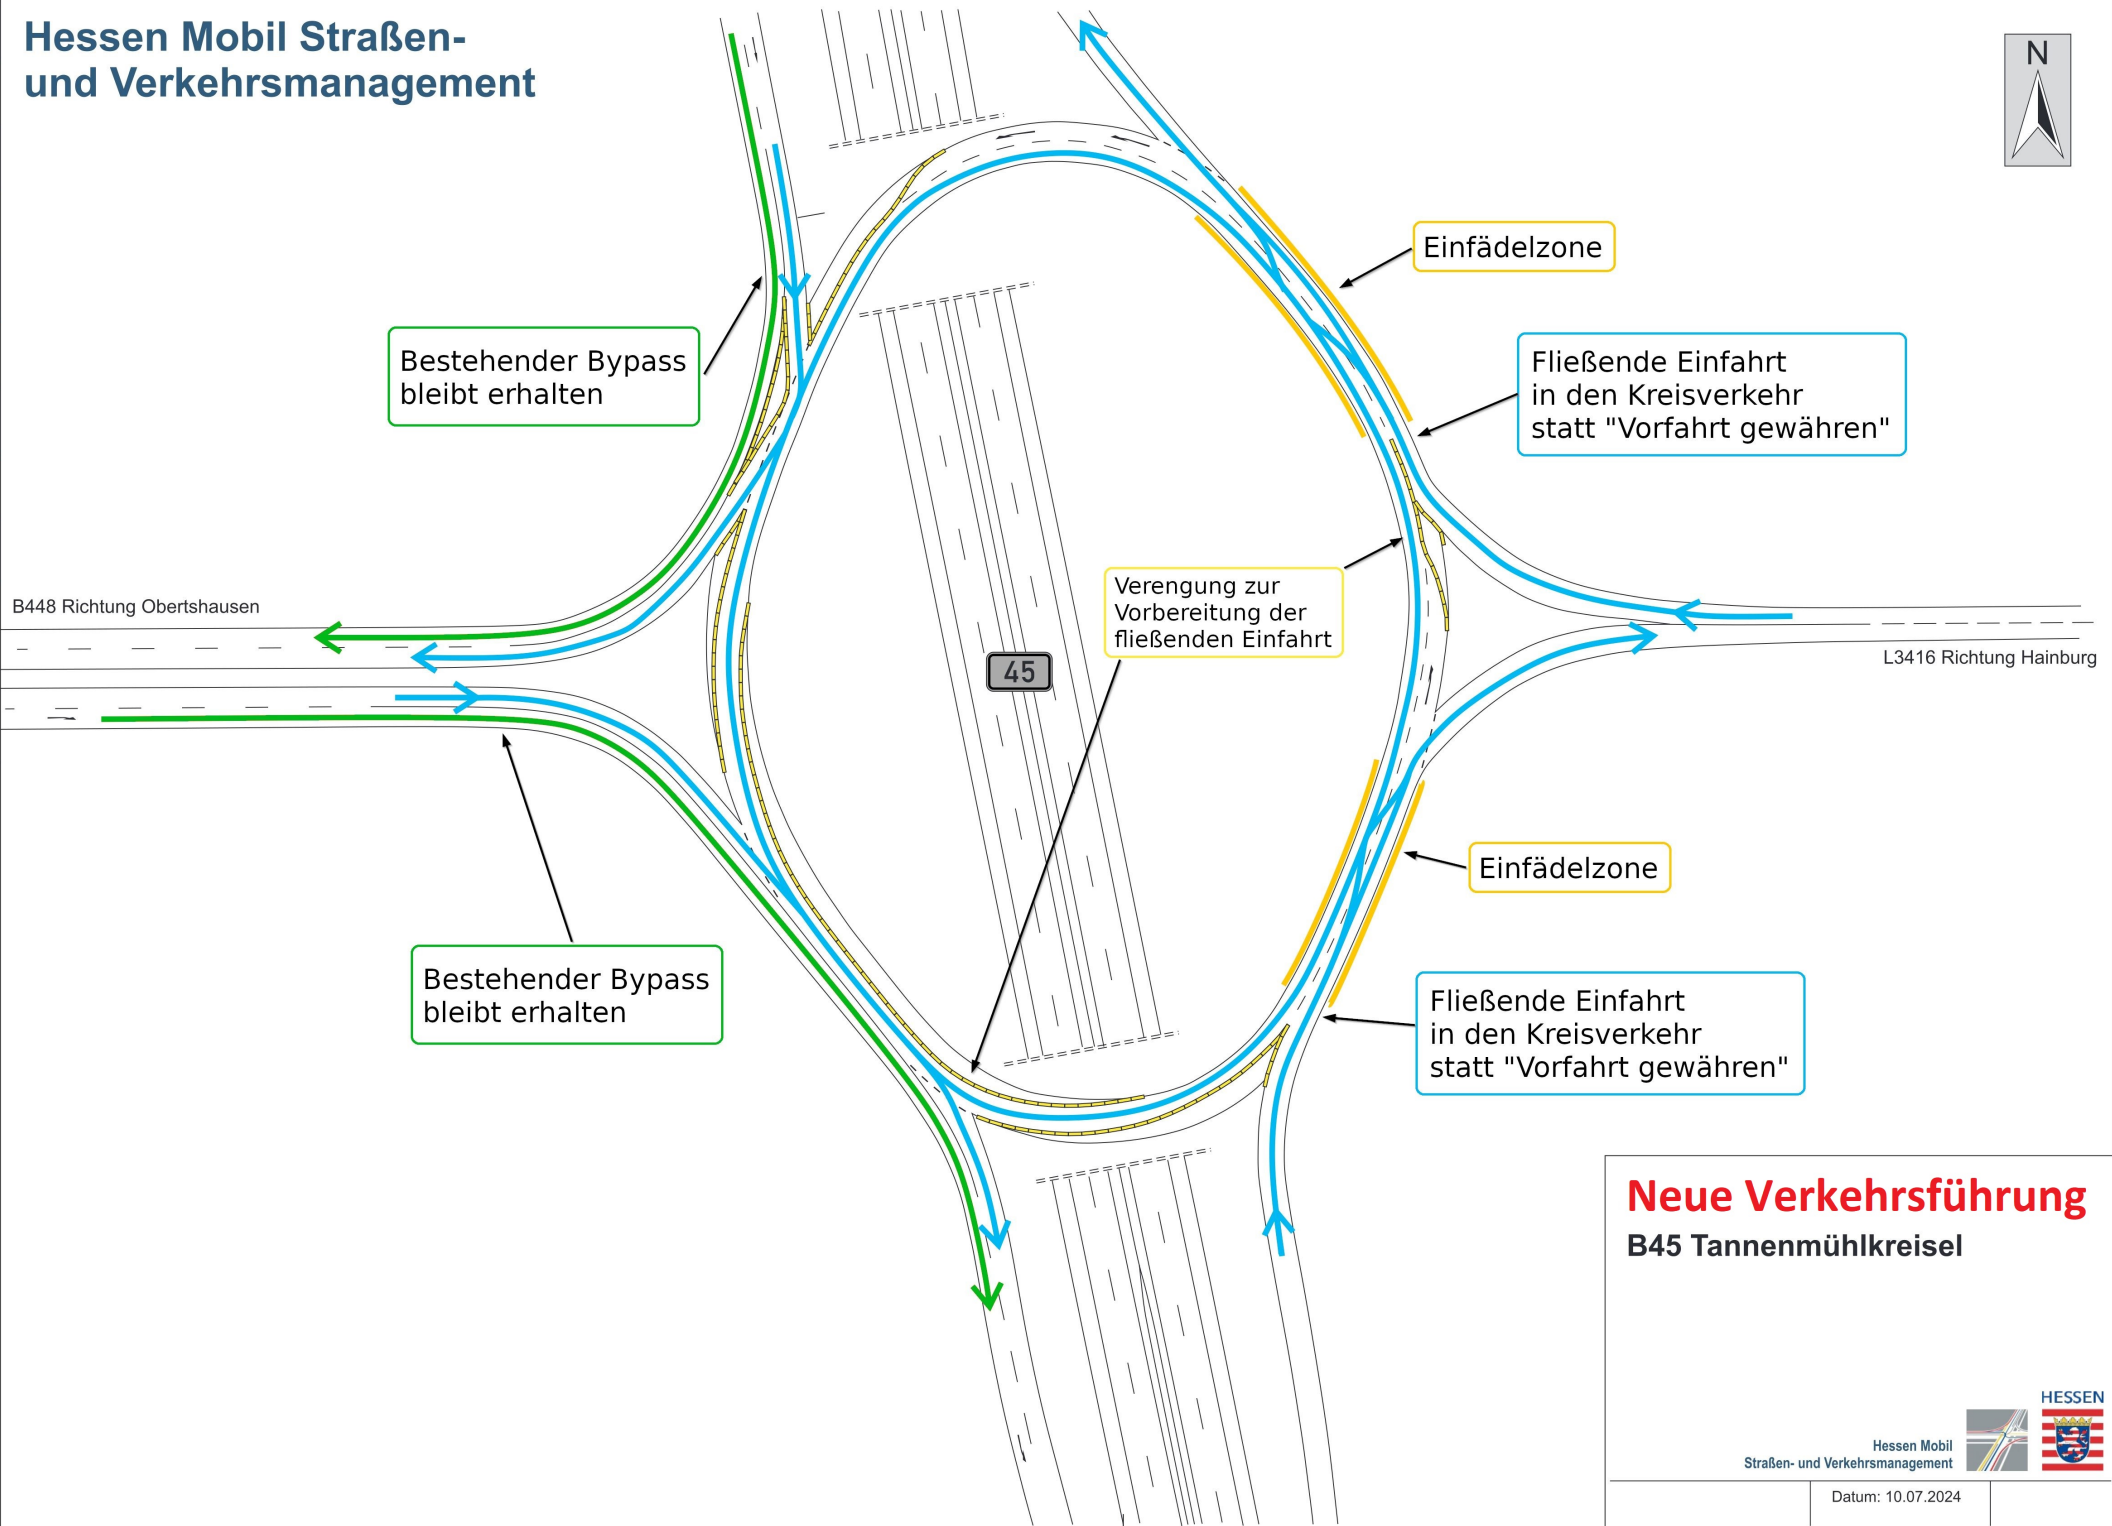 Hessen Mobil Straßen-
und Verkehrsmanagement
N
Einfädelzone
Bestehender Bypass
bleibt erhalten
Fließende Einfahrt
in den Kreisverkehr
statt "Vorfahrt gewähren"
B448 Richtung Obertshausen
Verengung zur
Vorbereitung der
fließenden Einfahrt
45
L3416 Richtung Hainburg
Einfädelzone
Bestehender Bypass
bleibt erhalten
Fließende Einfahrt
in den Kreisverkehr
statt "Vorfahrt gewähren"
Neue Verkehrsführung
B45 Tannenmühlkreisel
HESSEN
Hessen Mobil
Straßen- und Verkehrsmanagement
Datum: 10.07.2024